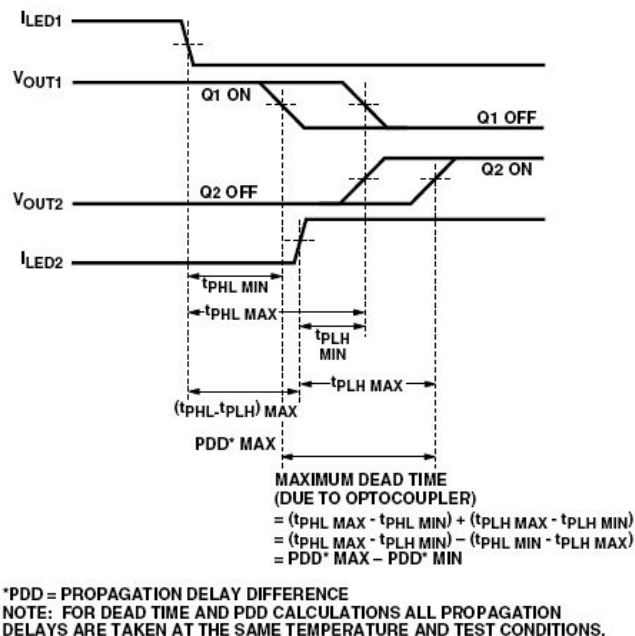 ILED1
VOUT1
Q1 ON
Q1 OFF
Q2 OFF
Q2 ON
VOUT2
ILED2
tPHL MIN
tPHL MAX
tPLH
MIN
tPLH MAX
(tPHL-tPLH) MAX
PDD* MAX
MAXIMUM DEAD TIME
(DUE TO OPTOCOUPLER)
= (tPHL MAX - tPHL MIN) + (tPLH MAX - tPLH MIN)
= (tPHL MAX - tPLH MIN) – (tPHL MIN - tPLH MAX)
= PDD* MAX – PDD* MIN
*PDD = PROPAGATION DELAY DIFFERENCE
NOTE: FOR DEAD TIME AND PDD CALCULATIONS ALL PROPAGATION
DELAYS ARE TAKEN AT THE SAME TEMPERATURE AND TEST CONDITIONS.